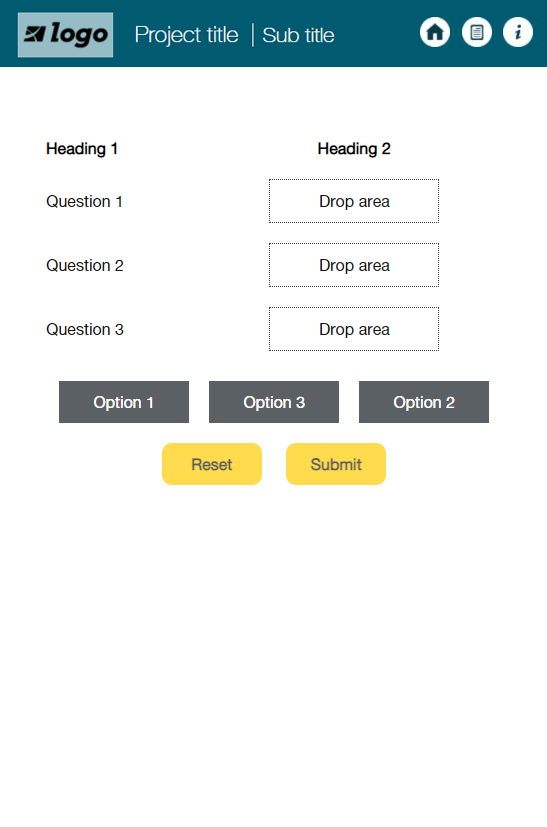 logo Project title | Sub title i
Heading 1 Heading 2
Question 1 Drop area
Question 2 Drop area
Question 3 Drop area
Option 1 Option 3 Option 2
Reset Submit